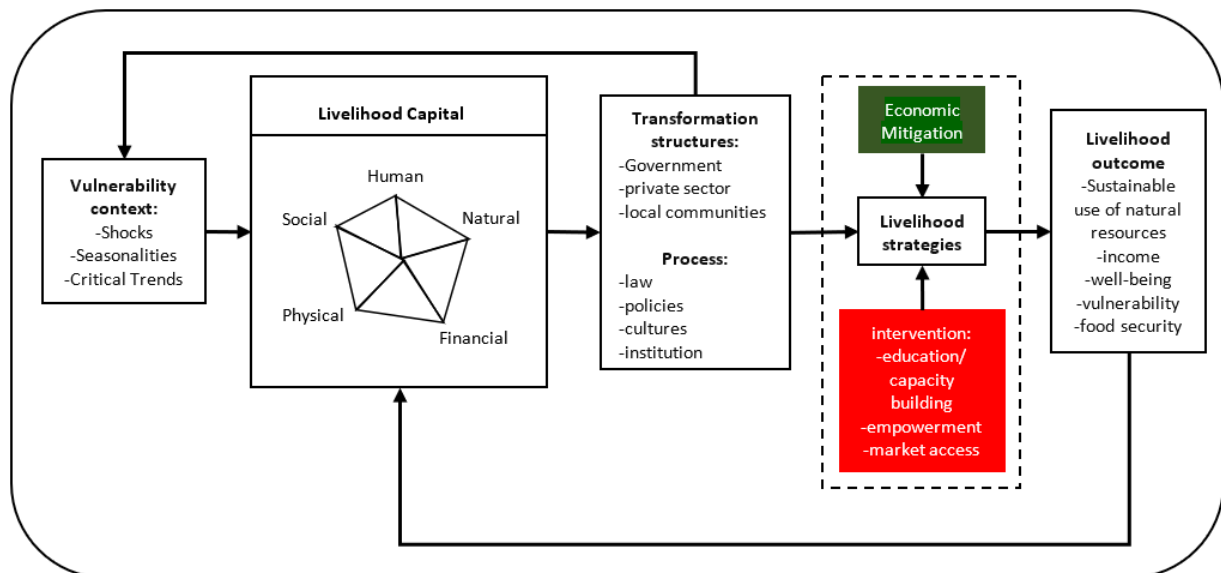 Vulnerability
context:
-Shocks
-Seasonalities
-Critical Trends
Livelihood Capital
Human
Social
Natural
Physical
Financial
Transformation
structures:
-Government
-private sector
-local communities
Process:
-law
-policies
-cultures
-institution
Economic
Mitigation
Livelihood
strategies
intervention:
-education/
capacity
building
-empowerment
-market access
Livelihood
outcome
-Sustainable
use of natural
resources
-income
-well-being
-vulnerability
-food security